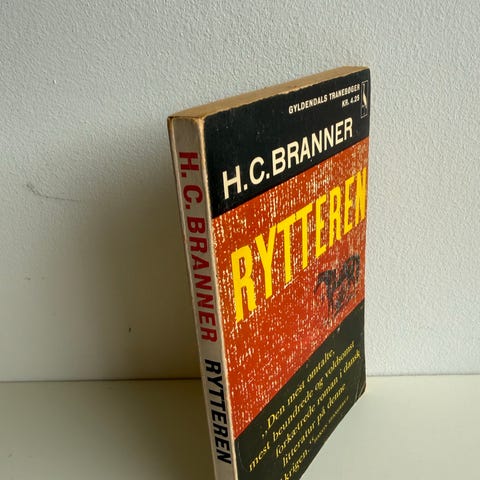 GYLDENDALS TRANEBØGER
KR. 4.25
H.C. BRANNER
RYTTEREN
„Den mest omtalte,
mest beundrede og voldsomst
forkætrede roman i dansk
litteratur på denne
krigen."
H.C. BRANNER RYTTEREN